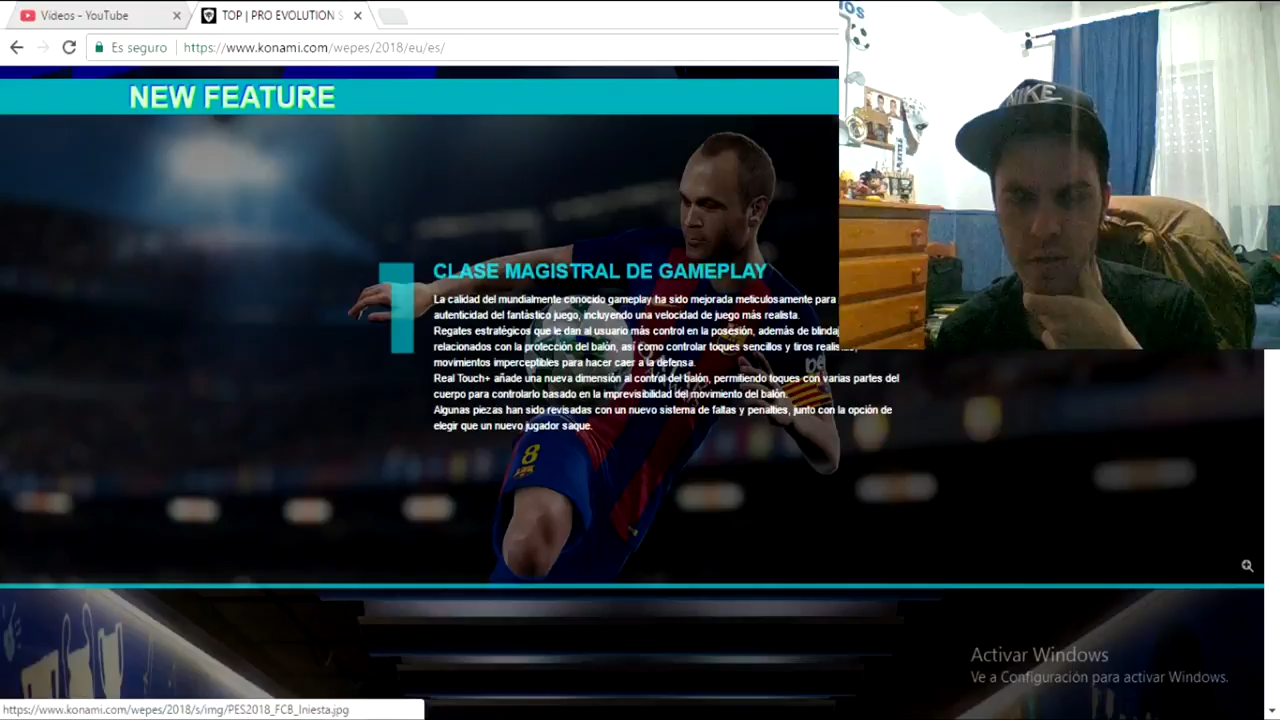 Videos - YouTube
TOP | PRO EVOLUTION S
Es seguro
https://www.konami.com/wepes/2018/eu/es/
NEW FEATURE
NIKE
1
CLASE MAGISTRAL DE GAMEPLAY
La calidad del mundialmente conocido gameplay ha sido mejorada meticulosamente para
autenticidad del fantástico juego, incluyendo una velocidad de juego más realista.
Regates estratégicos que le dan al usuario más control en la posesión, además de blinda
relacionados con la protección del balón, así como controlar toques sencillos y tiros realis
movimientos imperceptibles para hacer caer a la defensa.
Real Touch+ añade una nueva dimensión al control del balón, permitiendo toques con varias partes del
cuerpo para controlarlo basado en la imprevisibilidad del movimiento del balón.
Algunas piezas han sido revisadas con un nuevo sistema de faltas y penalties, junto con la opción de
elegir que un nuevo jugador saque.
8
Activar Windows
Ve a Configuración para activar Windows.
https://www.konami.com/wepes/2018/s/img/PES2018_FCB_Iniesta.jpg